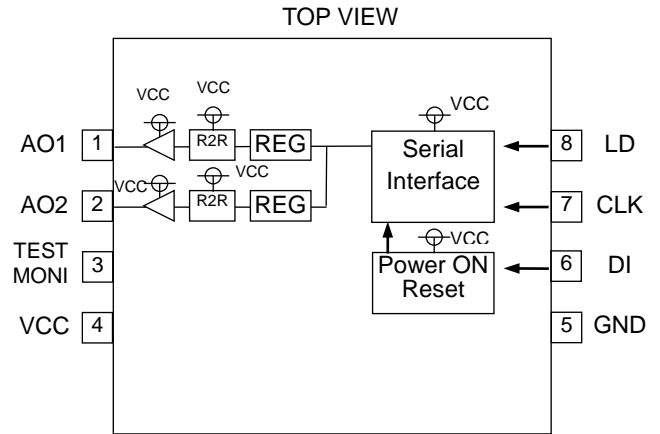 TOP VIEW
VCC
VCC
VCC
AO1 1 R2R REG Serial Interface 8 LD
VCC
VCC
AO2 2 R2R REG 7 CLK
VCC
TEST MONI 3 Power ON Reset 6 DI
VCC 4 5 GND